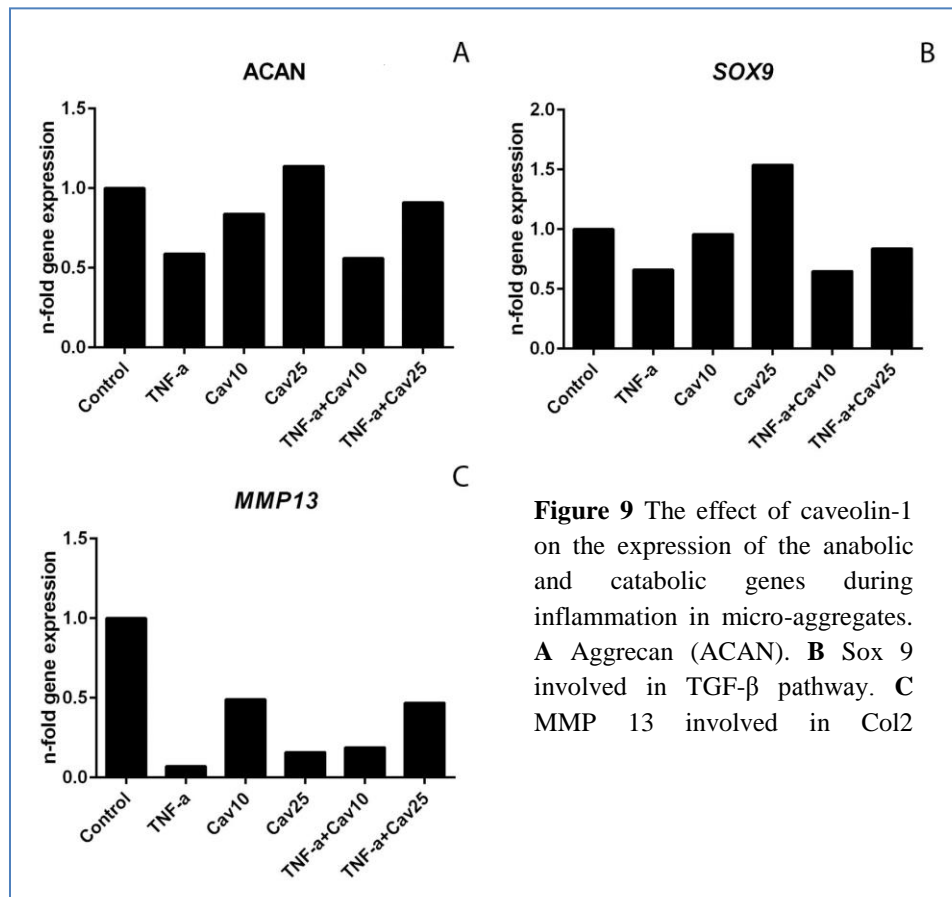 A
ACAN
n-fold gene expression
1.5
1.0
0.5
0.0
Control
TNF-a
Cav10
Cav25
TNF-a+Cav10
TNF-a+Cav25
B
SOX9
n-fold gene expression
2.0
1.5
1.0
0.5
0.0
Control
TNF-a
Cav10
Cav25
TNF-a+Cav10
TNF-a+Cav25
C
MMP13
n-fold gene expression
1.5
1.0
0.5
0.0
Control
TNF-a
Cav10
Cav25
TNF-a+Cav10
TNF-a+Cav25
Figure 9 The effect of caveolin-1
on the expression of the anabolic
and catabolic genes during
inflammation in micro-aggregates.
A Aggrecan (ACAN). B Sox 9
involved in TGF-β pathway. C
MMP 13 involved in Col2